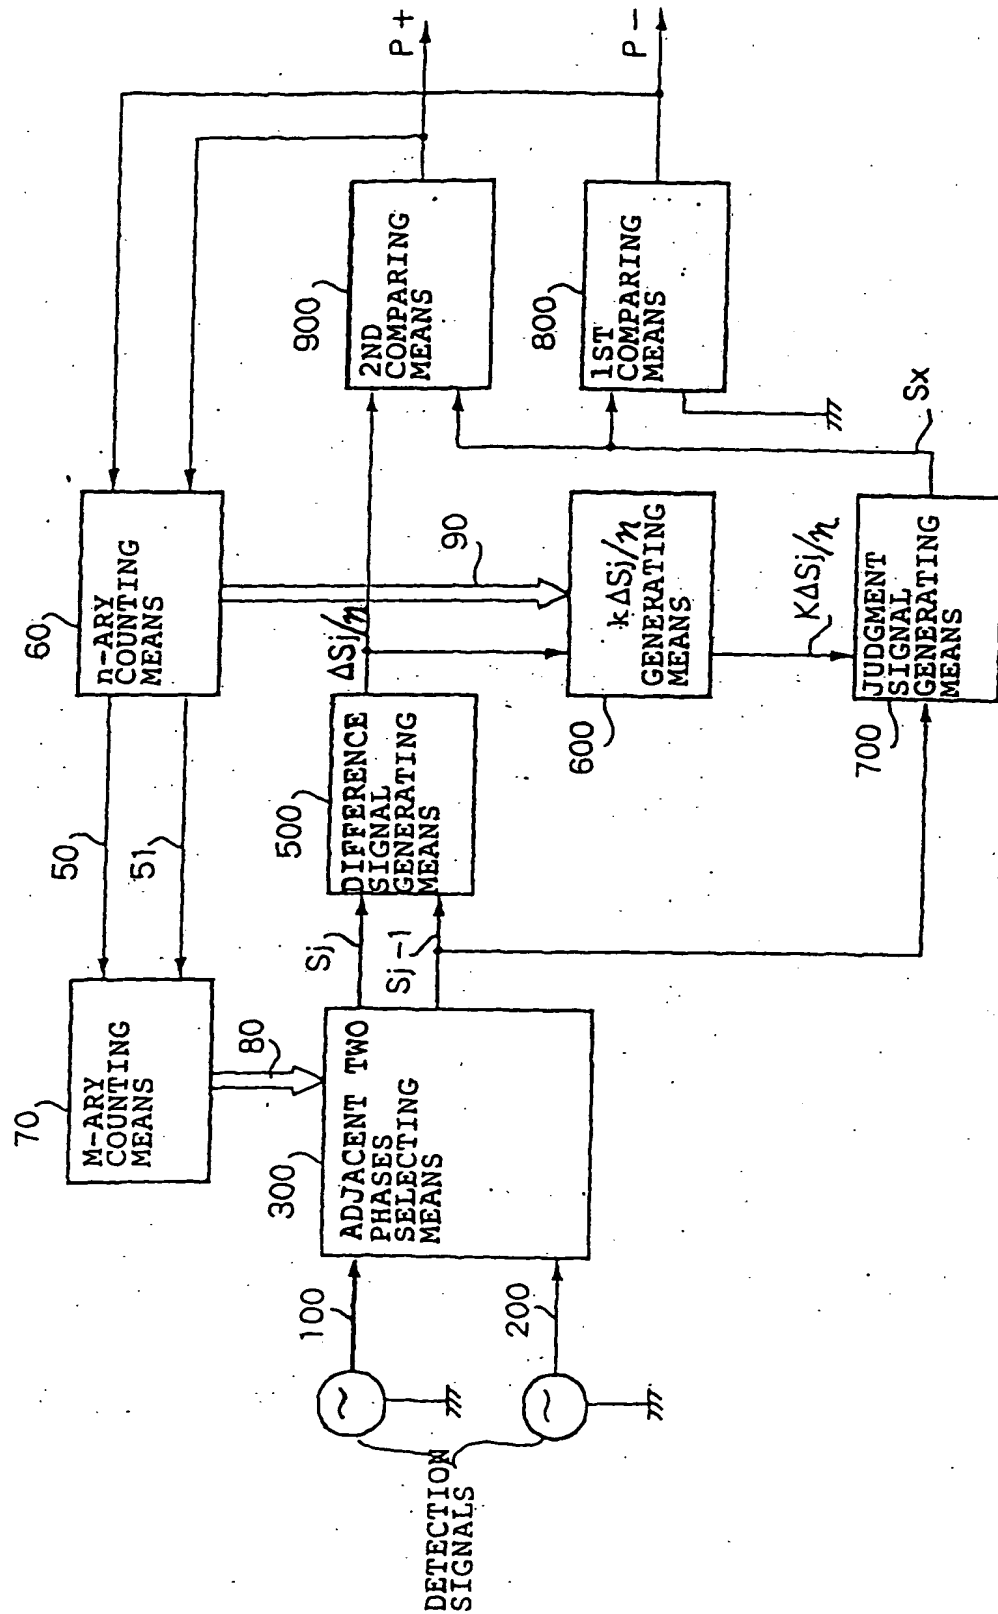 DETECTION
SIGNALS
100
200
300
ADJACENT TWO
PHASES
SELECTING
MEANS
70
M-ARY
COUNTING
MEANS
80
50
51
60
n-ARY
COUNTING
MEANS
90
Sj
Sj-1
500
DIFFERENCE
SIGNAL
GENERATING
MEANS
ΔSj/n
600
kΔSj/n
GENERATING
MEANS
KΔSj/n
700
JUDGMENT
SIGNAL
GENERATING
MEANS
Sx
900
2ND
COMPARING
MEANS
800
1ST
COMPARING
MEANS
P+
P-